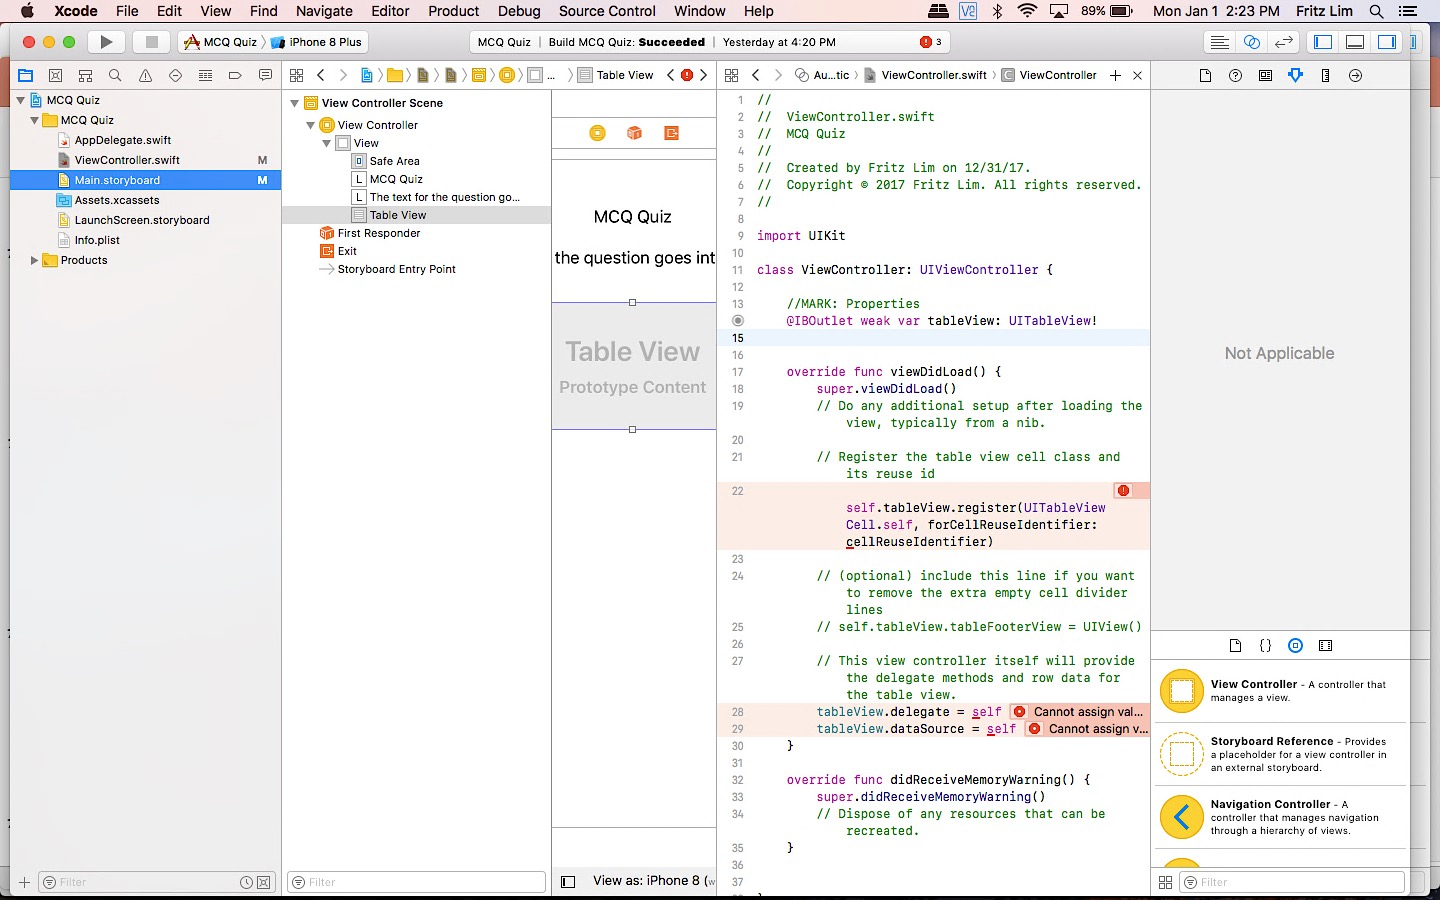 Xcode File Edit View Find Navigate Editor Product Debug Source Control Window Help 89% Mon Jan 1 2:23 PM Fritz Lim
MCQ Quiz iPhone 8 Plus MCQ Quiz | Build MCQ Quiz: Succeeded | Yesterday at 4:20 PM 3
Table View Au...tic ViewController.swift ViewController
MCQ Quiz
MCQ Quiz
AppDelegate.swift
ViewController.swift M
Main.storyboard M
Assets.xcassets
LaunchScreen.storyboard
Info.plist
Products
Filter
View Controller Scene
View Controller
View
Safe Area
L MCQ Quiz
L The text for the question go...
Table View
First Responder
Exit
Storyboard Entry Point
Filter
MCQ Quiz
the question goes int
Table View
Prototype Content
View as: iPhone 8 (w
1 //
2 //  ViewController.swift
3 //  MCQ Quiz
4 //
5 //  Created by Fritz Lim on 12/31/17.
6 //  Copyright © 2017 Fritz Lim. All rights reserved.
7 //
8
9 import UIKit
10
11 class ViewController: UIViewController {
12
13 //MARK: Properties
@IBOutlet weak var tableView: UITableView!
15
16
17 override func viewDidLoad() {
18 super.viewDidLoad()
19 // Do any additional setup after loading the
view, typically from a nib.
20
21 // Register the table view cell class and
its reuse id
22
self.tableView.register(UITableView
Cell.self, forCellReuseIdentifier:
cellReuseIdentifier)
23
24 // (optional) include this line if you want
to remove the extra empty cell divider
lines
25 // self.tableView.tableFooterView = UIView()
26
27 // This view controller itself will provide
the delegate methods and row data for
the table view.
28 tableView.delegate = self Cannot assign val...
29 tableView.dataSource = self Cannot assign v...
30 }
31
32 override func didReceiveMemoryWarning() {
33 super.didReceiveMemoryWarning()
34 // Dispose of any resources that can be
recreated.
35 }
36
37
Not Applicable
View Controller - A controller that
manages a view.
Storyboard Reference - Provides
a placeholder for a view controller in
an external storyboard.
Navigation Controller - A
controller that manages navigation
through a hierarchy of views.
Filter